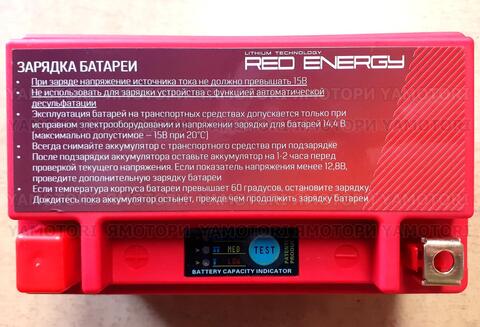 LITHIUM TECHNOLOGY
RED ENERGY
ЗАРЯДКА БАТАРЕИ
• При заряде напряжение источника тока не должно превышать 15В
• Не использовать для зарядки устройства с функцией автоматической
десульфатации
• Эксплуатация батарей на транспортных средствах допускается только при
исправном электрооборудовании и напряжении зарядки для батарей 14,4 В
(максимально допустимое – 15В при 20°C)
• Всегда снимайте аккумулятор с транспортного средства при подзарядке
• После подзарядки аккумулятора оставьте аккумулятор на 1-2 часа перед
проверкой текущего напряжения. Если показатель напряжения менее 12,8В,
проведите дополнительную зарядку батареи
• Если температура корпуса батареи превышает 60 градусов, остановите зарядку.
Дождитесь пока аккумулятор остынет, прежде чем продолжить зарядку батареи
YAMOTORI ЯМОТОРИ YAMOTORI
MED
LOW
TEST
BATTERY CAPACITY INDICATOR